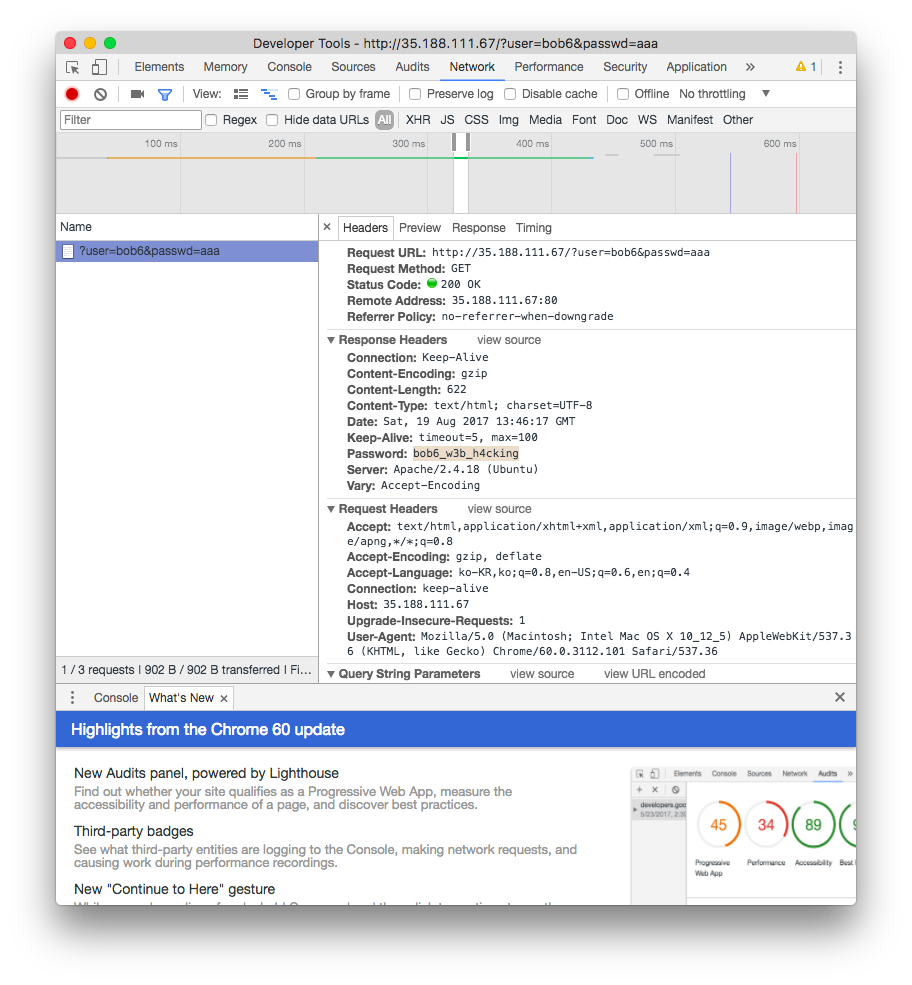 Developer Tools - http://35.188.111.67/?user=bob6&passwd=aaa
Elements Memory Console Sources Audits Network Performance Security Application » 1
View: Group by frame Preserve log Disable cache Offline No throttling
Filter Regex Hide data URLs All XHR JS CSS Img Media Font Doc WS Manifest Other
100 ms 200 ms 300 ms 400 ms 500 ms 600 ms
Name × Headers Preview Response Timing
?user=bob6&passwd=aaa
Request URL: http://35.188.111.67/?user=bob6&passwd=aaa
Request Method: GET
Status Code: 200 OK
Remote Address: 35.188.111.67:80
Referrer Policy: no-referrer-when-downgrade
Response Headers view source
Connection: Keep-Alive
Content-Encoding: gzip
Content-Length: 622
Content-Type: text/html; charset=UTF-8
Date: Sat, 19 Aug 2017 13:46:17 GMT
Keep-Alive: timeout=5, max=100
Password: bob6_w3b_h4cking
Server: Apache/2.4.18 (Ubuntu)
Vary: Accept-Encoding
Request Headers view source
Accept: text/html,application/xhtml+xml,application/xml;q=0.9,image/webp,imag
e/apng,*/*;q=0.8
Accept-Encoding: gzip, deflate
Accept-Language: ko-KR,ko;q=0.8,en-US;q=0.6,en;q=0.4
Connection: keep-alive
Host: 35.188.111.67
Upgrade-Insecure-Requests: 1
User-Agent: Mozilla/5.0 (Macintosh; Intel Mac OS X 10_12_5) AppleWebKit/537.3
6 (KHTML, like Gecko) Chrome/60.0.3112.101 Safari/537.36
Query String Parameters view source view URL encoded
1 / 3 requests | 902 B / 902 B transferred | Fi…
Console What's New × ×
Highlights from the Chrome 60 update
New Audits panel, powered by Lighthouse
Find out whether your site qualifies as a Progressive Web App, measure the
accessibility and performance of a page, and discover best practices.
Third-party badges
See what third-party entities are logging to the Console, making network requests, and
causing work during performance recordings.
New "Continue to Here" gesture
Elements Console Sources Network Audits »
developers.goo
5/23/2017, 2:39
45 34 89
Progressive Web App Performance Accessibility Best